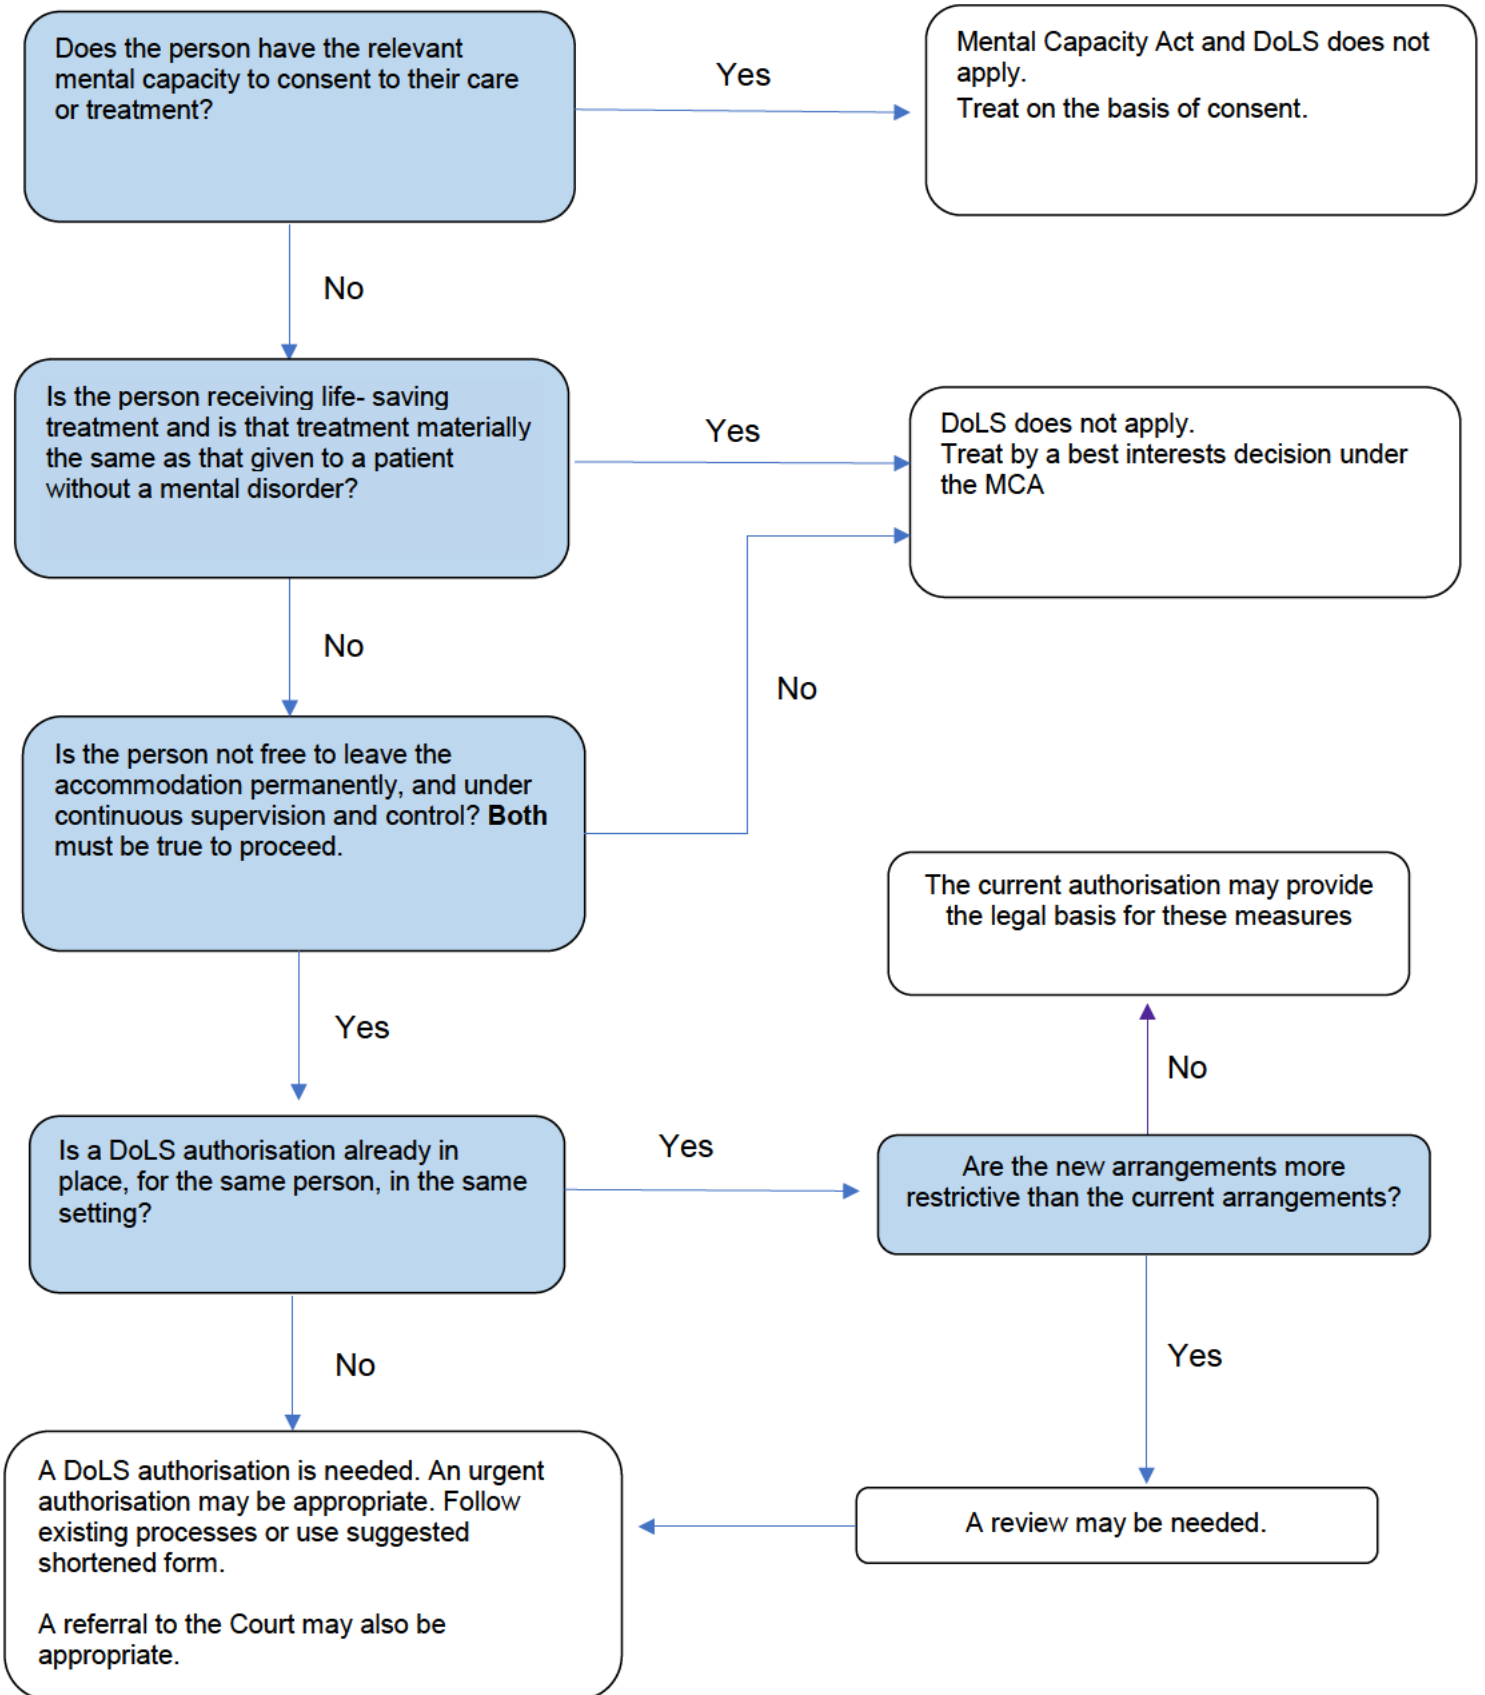 Does the person have the relevant
mental capacity to consent to their care
or treatment?
Yes
Mental Capacity Act and DoLS does not
apply.
Treat on the basis of consent.
No
Is the person receiving life- saving
treatment and is that treatment materially
the same as that given to a patient
without a mental disorder?
Yes
DoLS does not apply.
Treat by a best interests decision under
the MCA
No
No
Is the person not free to leave the
accommodation permanently, and under
continuous supervision and control? Both
must be true to proceed.
The current authorisation may provide
the legal basis for these measures
Yes
No
Is a DoLS authorisation already in
place, for the same person, in the same
setting?
Yes
Are the new arrangements more
restrictive than the current arrangements?
No
Yes
A DoLS authorisation is needed. An urgent
authorisation may be appropriate. Follow
existing processes or use suggested
shortened form.
A referral to the Court may also be
appropriate.
A review may be needed.